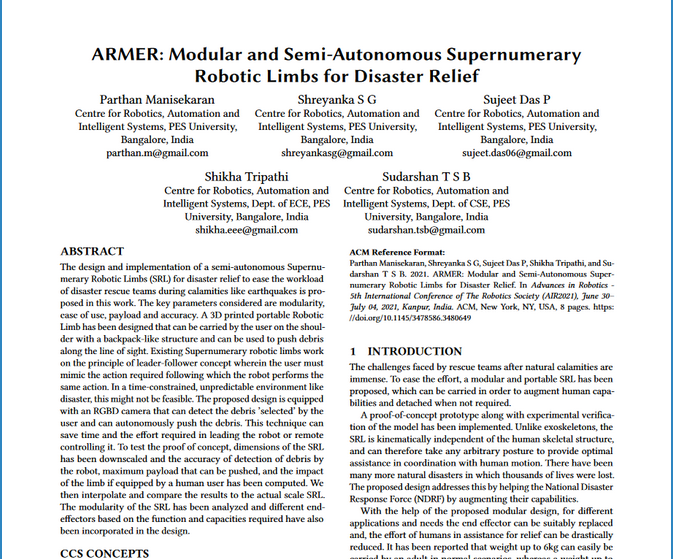 ARMER: Modular and Semi-Autonomous Supernumerary
Robotic Limbs for Disaster Relief
Parthan Manisekaran
Centre for Robotics, Automation and
Intelligent Systems, PES University,
Bangalore, India
parthan.m@gmail.com
Shreyanka S G
Centre for Robotics, Automation and
Intelligent Systems, PES University,
Bangalore, India
shreyankasg@gmail.com
Sujeet Das P
Centre for Robotics, Automation and
Intelligent Systems, PES University,
Bangalore, India
sujeet.das06@gmail.com
Shikha Tripathi
Centre for Robotics, Automation and
Intelligent Systems, Dept. of ECE, PES
University, Bangalore, India
shikha.eee@gmail.com
Sudarshan T S B
Centre for Robotics, Automation and
Intelligent Systems, Dept. of CSE, PES
University, Bangalore, India
sudarshan.tsb@gmail.com
ABSTRACT
The design and implementation of a semi-autonomous Supernu-
merary Robotic Limbs (SRL) for disaster relief to ease the workload
of disaster rescue teams during calamities like earthquakes is pro-
posed in this work. The key parameters considered are modularity,
ease of use, payload and accuracy. A 3D printed portable Robotic
Limb has been designed that can be carried by the user on the shoul-
der with a backpack-like structure and can be used to push debris
along the line of sight. Existing Supernumerary robotic limbs work
on the principle of leader-follower concept wherein the user must
mimic the action required following which the robot performs the
same action. In a time-constrained, unpredictable environment like
disaster, this might not be feasible. The proposed design is equipped
with an RGBD camera that can detect the debris 'selected' by the
user and can autonomously push the debris. This technique can
save time and the effort required in leading the robot or remote
controlling it. To test the proof of concept, dimensions of the SRL
has been downscaled and the accuracy of detection of debris by
the robot, maximum payload that can be pushed, and the impact
of the limb if equipped by a human user has been computed. We
then interpolate and compare the results to the actual scale SRL.
The modularity of the SRL has been analyzed and different end-
effectors based on the function and capacities required have also
been incorporated in the design.
CCS CONCEPTS
ACM Reference Format:
Parthan Manisekaran, Shreyanka S G, Sujeet Das P, Shikha Tripathi, and Su-
darshan T S B. 2021. ARMER: Modular and Semi-Autonomous Super-
numerary Robotic Limbs for Disaster Relief. In Advances in Robotics -
5th International Conference of The Robotics Society (AIR2021), June 30–
July 04, 2021, Kanpur, India. ACM, New York, NY, USA, 8 pages. https:
//doi.org/10.1145/3478586.3480649
1 INTRODUCTION
The challenges faced by rescue teams after natural calamities are
immense. To ease the effort, a modular and portable SRL has been
proposed, which can be carried in order to augment human capa-
bilities and detached when not required.
A proof-of-concept prototype along with experimental verifica-
tion of the model has been implemented. Unlike exoskeletons, the
SRL is kinematically independent of the human skeletal structure,
and can therefore take any arbitrary posture to provide optimal
assistance in coordination with human motion. There have been
many more natural disasters in which thousands of lives were lost.
The proposed design addresses this by helping the National Disaster
Response Force (NDRF) by augmenting their capabilities.
With the help of the proposed modular design, for different
applications and needs the end effector can be suitably replaced
and, the effort of humans in assistance for relief can be drastically
reduced. It has been reported that weight up to 6kg can easily be